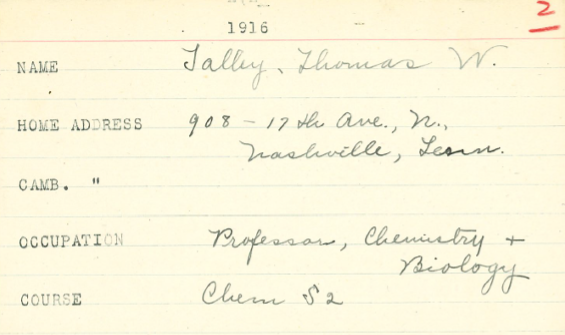 2
1916
NAME Talley, Thomas W.
HOME ADDRESS 908 - 17th Ave., N.,
Nashville, Tenn.
CAMB. "
OCCUPATION Professor, Chemistry +
Biology
COURSE Chem S2